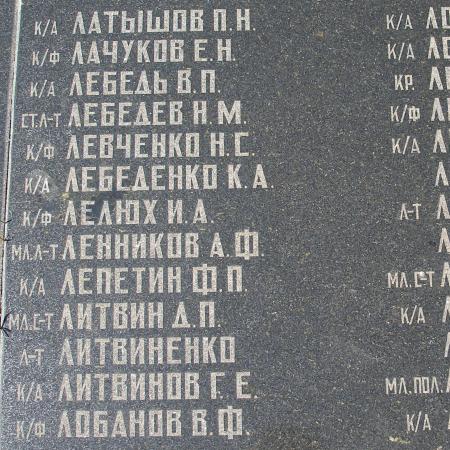 К/А ЛАТЫШОВ П.Н.
К/Ф ЛАЧУКОВ Е.Н.
К/А ЛЕБЕДЬ В.П.
СТ.Л-Т ЛЕБЕДЕВ Н.М.
К/Ф ЛЕВЧЕНКО Н.С.
К/А ЛЕБЕДЕНКО К.А.
К/Ф ЛЕЛЮХ И.А.
МЛ.Л-Т ЛЕННИКОВ А.Ф.
К/А ЛЕПЕТИН Ф.П.
МЛ.С-Т ЛИТВИН Д.П.
Л-Т ЛИТВИНЕНКО
К/А ЛИТВИНОВ Г.Е.
К/Ф ЛОБАНОВ В.Ф.
К/А
К/А
КР.
К/Ф
К/А
Л-Т
МЛ.С-Т
К/А
МЛ.ПОЛ.
К/А